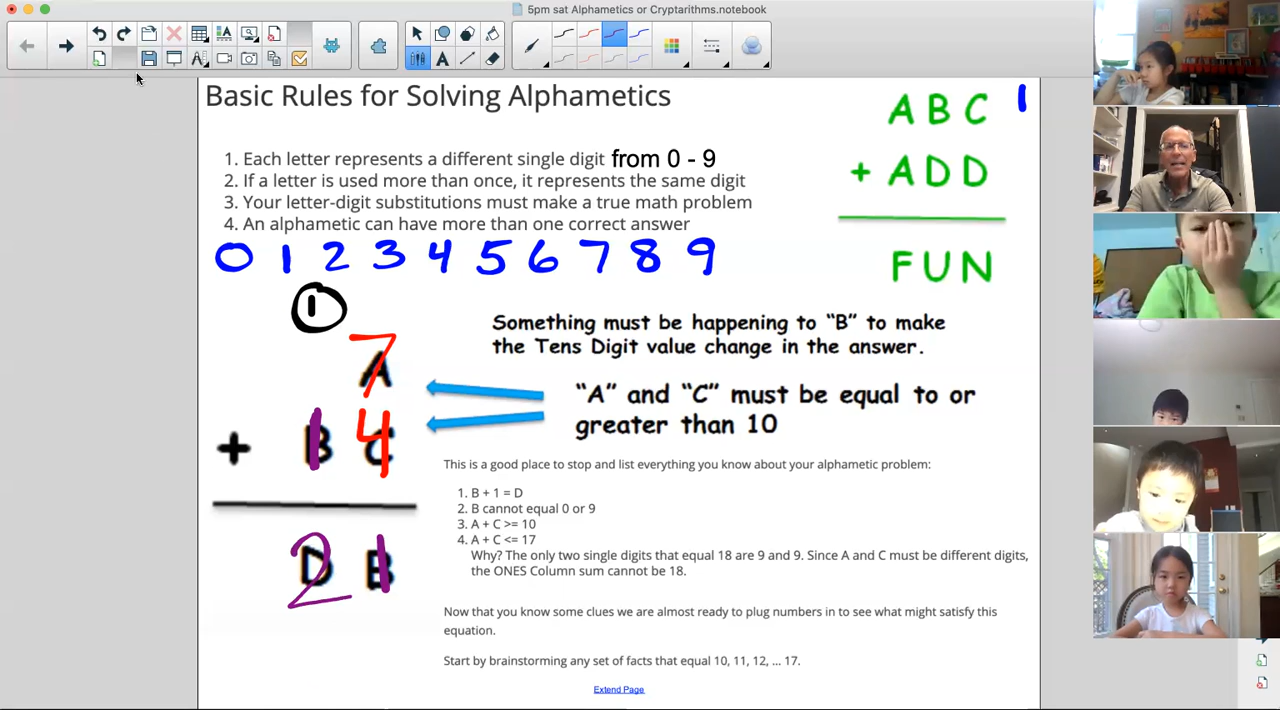 5pm sat Alphametics or Cryptarithms.notebook
Basic Rules for Solving Alphametics
1. Each letter represents a different single digit from 0 - 9
2. If a letter is used more than once, it represents the same digit
3. Your letter-digit substitutions must make a true math problem
4. An alphametic can have more than one correct answer
0 1 2 3 4 5 6 7 8 9
A B C 1
+ A D D
F U N
1
7
A
+ B C
1 4
D B
2 1
Something must be happening to “B” to make
the Tens Digit value change in the answer.
“A” and “C” must be equal to or
greater than 10
This is a good place to stop and list everything you know about your alphametic problem:
1. B + 1 = D
2. B cannot equal 0 or 9
3. A + C >= 10
4. A + C <= 17
Why? The only two single digits that equal 18 are 9 and 9. Since A and C must be different digits,
the ONES Column sum cannot be 18.
Now that you know some clues we are almost ready to plug numbers in to see what might satisfy this
equation.
Start by brainstorming any set of facts that equal 10, 11, 12, ... 17.
Extend Page